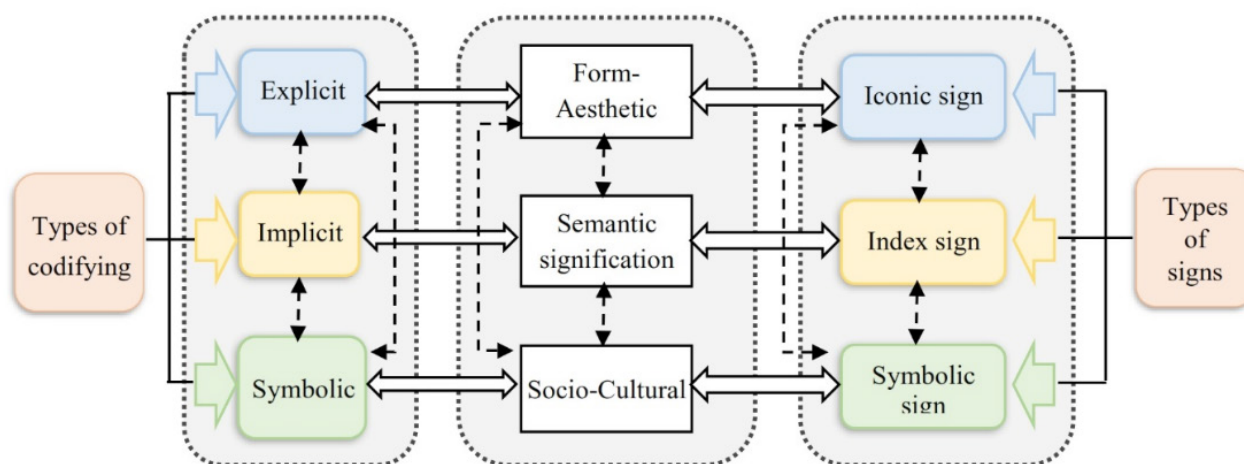 Types of
codifying
Explicit
Implicit
Symbolic
Form-
Aesthetic
Semantic
signification
Socio-Cultural
Iconic sign
Index sign
Symbolic
sign
Types
of
signs